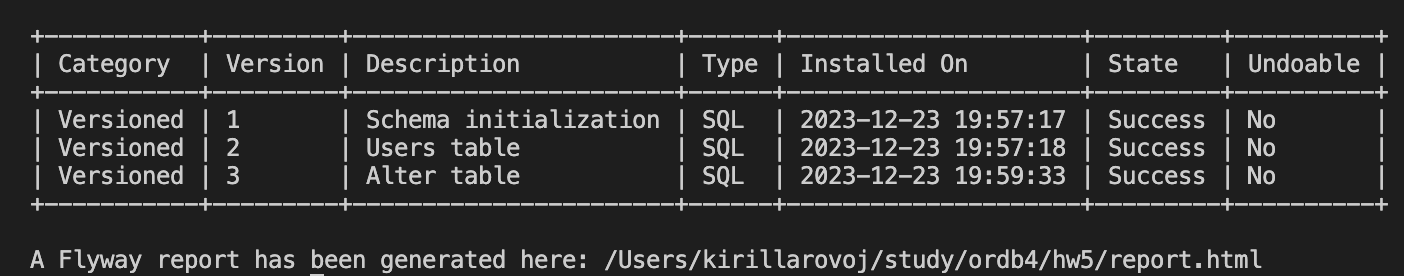 +-----------+---------+-----------------------+------+---------------------+---------+----------+
| Category  | Version | Description           | Type | Installed On        | State   | Undoable |
+-----------+---------+-----------------------+------+---------------------+---------+----------+
| Versioned | 1       | Schema initialization | SQL  | 2023-12-23 19:57:17 | Success | No       |
| Versioned | 2       | Users table           | SQL  | 2023-12-23 19:57:18 | Success | No       |
| Versioned | 3       | Alter table           | SQL  | 2023-12-23 19:59:33 | Success | No       |
+-----------+---------+-----------------------+------+---------------------+---------+----------+
A Flyway report has been generated here: /Users/kirillarovoj/study/ordb4/hw5/report.html